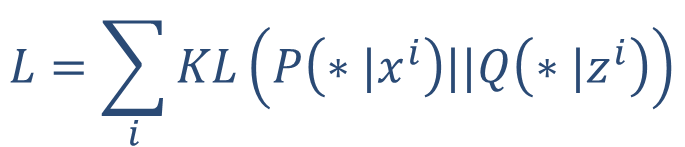 L = ∑_i KL(P(∗|x^i)||Q(∗|z^i))